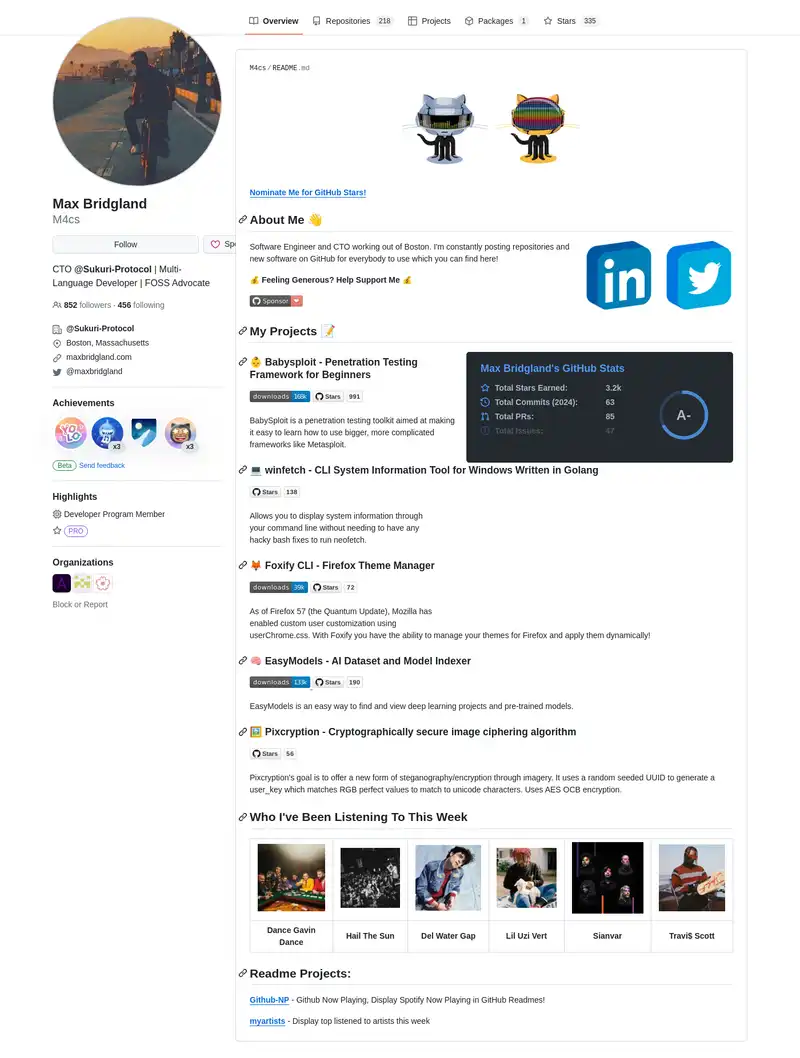 Overview
Repositories 218
Projects
Packages 1
Stars 335
Max Bridgland
M4cs
Follow
CTO @Sukuri-Protocol | Multi-
Language Developer | FOSS Advocate
852 followers · 456 following
@Sukuri-Protocol
Boston, Massachusetts
maxbridgland.com
@maxbridgland
Achievements
YOLO
x3
x3
Beta Send feedback
Highlights
Developer Program Member
PRO
Organizations
Block or Report
M4cs / README.md
Nominate Me for GitHub Stars!
About Me 👋
Software Engineer and CTO working out of Boston. I'm constantly posting repositories and
new software on GitHub for everybody to use which you can find here!
💰 Feeling Generous? Help Support Me 💰
Sponsor
in
My Projects 📝
👶 Babysploit - Penetration Testing
Framework for Beginners
downloads 168k Stars 991
BabySploit is a penetration testing toolkit aimed at making
it easy to learn how to use bigger, more complicated
frameworks like Metasploit.
Max Bridgland's GitHub Stats
Total Stars Earned: 3.2k
Total Commits (2024): 63
Total PRs: 85
Total Issues: 47
A-
💻 winfetch - CLI System Information Tool for Windows Written in Golang
Stars 138
Allows you to display system information through
your command line without needing to have any
hacky bash fixes to run neofetch.
🦊 Foxify CLI - Firefox Theme Manager
downloads 39k Stars 72
As of Firefox 57 (the Quantum Update), Mozilla has
enabled custom user customization using
userChrome.css. With Foxify you have the ability to manage your themes for Firefox and apply them dynamically!
🧠 EasyModels - AI Dataset and Model Indexer
downloads 133k Stars 190
EasyModels is an easy way to find and view deep learning projects and pre-trained models.
🖼️ Pixcryption - Cryptographically secure image ciphering algorithm
Stars 56
Pixcryption's goal is to offer a new form of steganography/encryption through imagery. It uses a random seeded UUID to generate a
user_key which matches RGB perfect values to match to unicode characters. Uses AES OCB encryption.
Who I've Been Listening To This Week
Dance Gavin
Dance
Hail The Sun
Del Water Gap
Lil Uzi Vert
Sianvar
Travi$ Scott
Readme Projects:
Github-NP - Github Now Playing, Display Spotify Now Playing in GitHub Readmes!
myartists - Display top listened to artists this week